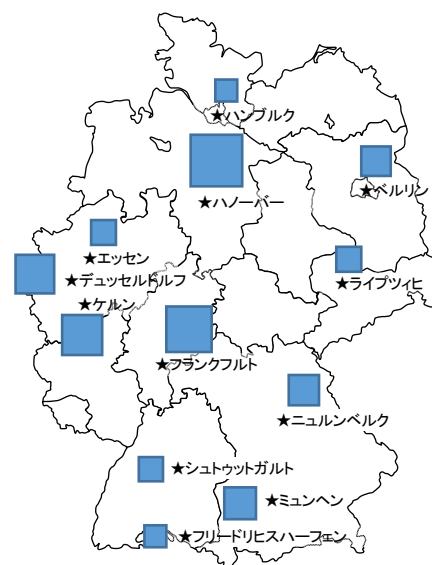 ★ハンブルク
★ハノーバー
★ベルリン
★エッセン
★デュッセルドルフ
★ライプツィヒ
★ケルン
★フランクフルト
★ニュルンベルク
★シュトゥットガルト
★ミュンヘン
★フリードリヒスハーフェン